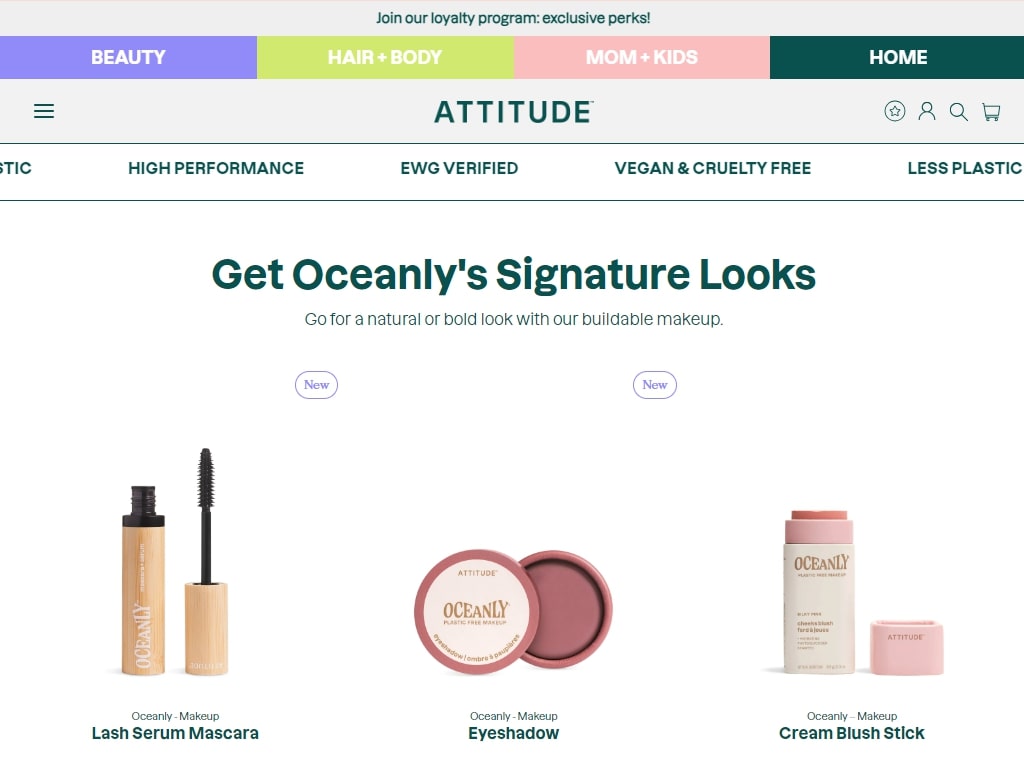 Join our loyalty program: exclusive perks!
BEAUTY HAIR + BODY MOM + KIDS HOME
ATTITUDE™
STIC HIGH PERFORMANCE EWG VERIFIED VEGAN & CRUELTY FREE LESS PLASTIC
Get Oceanly's Signature Looks
Go for a natural or bold look with our buildable makeup.
New New
OCEANLY
mascara + serum
ATTITUDE
ATTITUDE
OCEANLY
PLASTIC FREE MAKEUP
eyeshadow | ombre à paupières
OCEANLY
PLASTIC FREE MAKEUP
cheeks blush
fard à joues
ATTITUDE
Oceanly - Makeup Oceanly - Makeup Oceanly - Makeup
Lash Serum Mascara Eyeshadow Cream Blush Stick